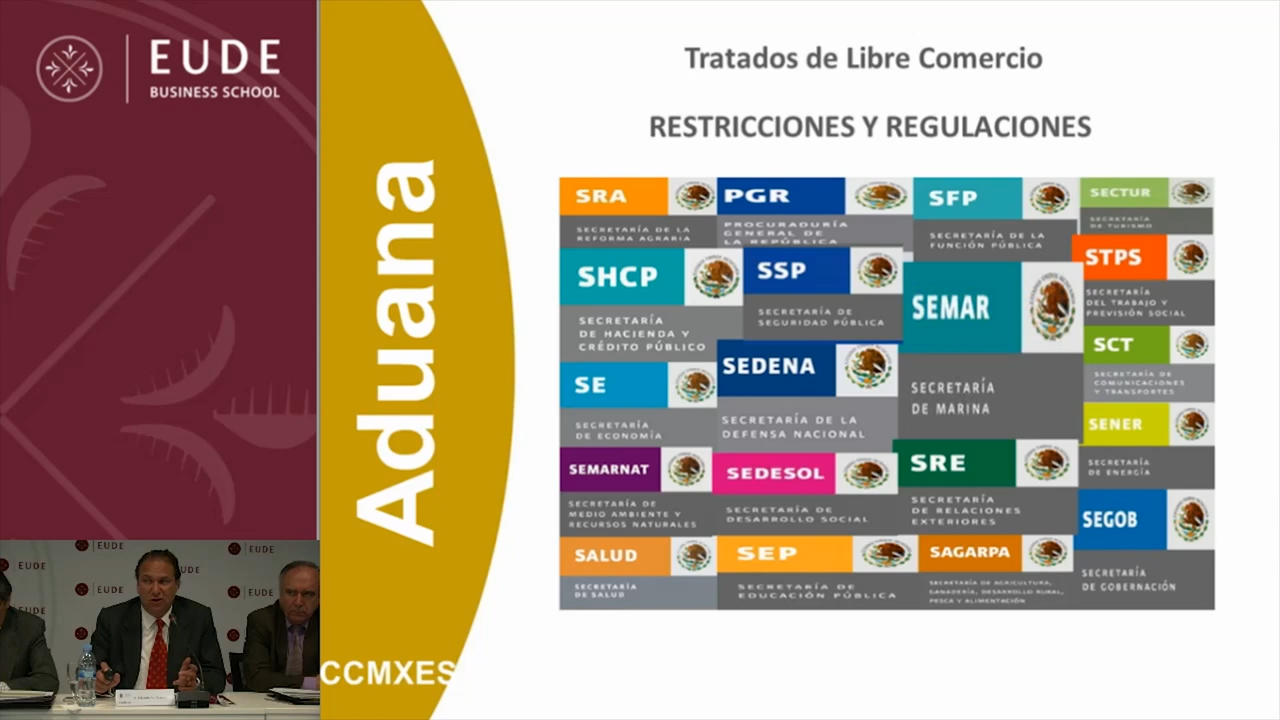 EUDE
BUSINESS SCHOOL
Aduana
CCMXES
Tratados de Libre Comercio
RESTRICCIONES Y REGULACIONES
SRA
SECRETARÍA DE LA
REFORMA AGRARIA
PGR
PROCURADURÍA
GENERAL DE
LA REPÚBLICA
SFP
SECRETARÍA DE LA
FUNCIÓN PÚBLICA
SECTUR
SECRETARÍA
DE TURISMO
SHCP
SECRETARÍA
DE HACIENDA Y
CRÉDITO PÚBLICO
SSP
SECRETARÍA DE
SEGURIDAD PÚBLICA
SEMAR
SECRETARÍA
DE MARINA
STPS
SECRETARÍA
DEL TRABAJO Y
PREVISIÓN SOCIAL
SE
SECRETARÍA
DE ECONOMÍA
SEDENA
SECRETARÍA DE LA
DEFENSA NACIONAL
SCT
SECRETARÍA DE
COMUNICACIONES
Y TRANSPORTES
SENER
SECRETARÍA
DE ENERGÍA
SEMARNAT
SECRETARÍA DE
MEDIO AMBIENTE Y
RECURSOS NATURALES
SEDESOL
SECRETARÍA DE
DESARROLLO SOCIAL
SRE
SECRETARÍA
DE RELACIONES
EXTERIORES
SEGOB
SECRETARÍA
DE GOBERNACIÓN
SALUD
SECRETARÍA
DE SALUD
SEP
SECRETARÍA DE
EDUCACIÓN PÚBLICA
SAGARPA
SECRETARÍA DE AGRICULTURA,
GANADERÍA, DESARROLLO RURAL,
PESCA Y ALIMENTACIÓN
EUDE
EUDE
EUDE
EUDE
EUDE
EUDE